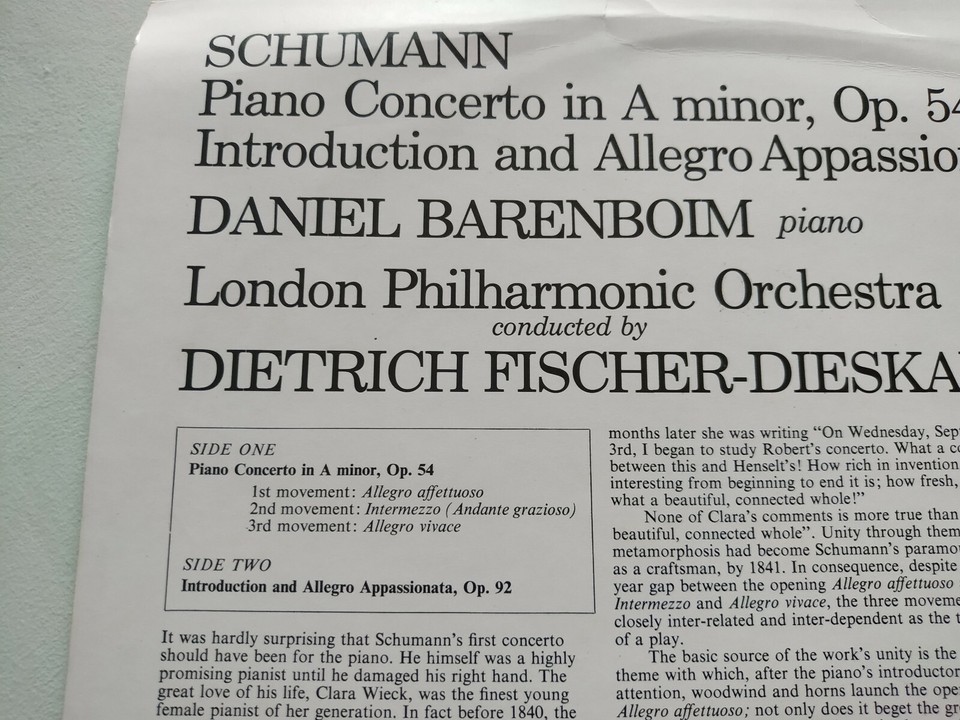 SCHUMANN
Piano Concerto in A minor, Op. 54
Introduction and Allegro Appassio
DANIEL BARENBOIM piano
London Philharmonic Orchestra
conducted by
DIETRICH FISCHER-DIESKA
SIDE ONE
Piano Concerto in A minor, Op. 54
1st movement: Allegro affettuoso
2nd movement: Intermezzo (Andante grazioso)
3rd movement: Allegro vivace
SIDE TWO
Introduction and Allegro Appassionata, Op. 92
It was hardly surprising that Schumann's first concerto
should have been for the piano. He himself was a highly
promising pianist until he damaged his right hand. The
great love of his life, Clara Wieck, was the finest young
female pianist of her generation. In fact before 1840, the
months later she was writing “On Wednesday, Sep
3rd, I began to study Robert's concerto. What a co
between this and Henselt's! How rich in invention
interesting from beginning to end it is; how fresh,
what a beautiful, connected whole!”
None of Clara's comments is more true than
beautiful, connected whole”. Unity through them
metamorphosis had become Schumann's paramo
as a craftsman, by 1841. In consequence, despite
year gap between the opening Allegro affettuoso
Intermezzo and Allegro vivace, the three moveme
closely inter-related and inter-dependent as the t
of a play.
The basic source of the work's unity is the
theme with which, after the piano's introductor
attention, woodwind and horns launch the ope
Allegro affettuoso; not only does it beget the gr